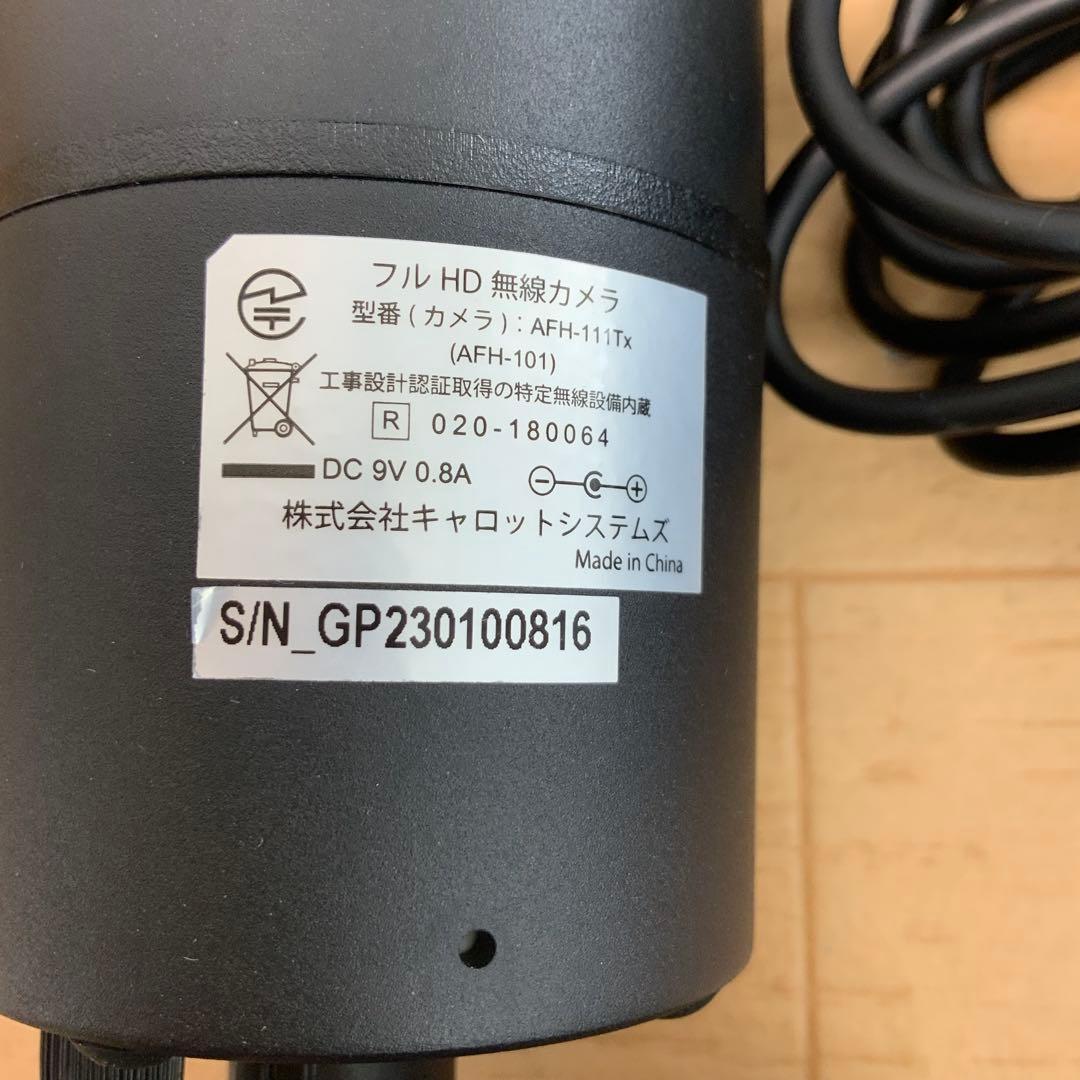 フル HD 無線カメラ
型番 ( カメラ ) : AFH-111Tx
(AFH-101)
工事設計認証取得の特定無線設備内蔵
R 020-180064
DC 9V 0.8A
株式会社キャロットシステムズ
Made in China
S/N_GP230100816